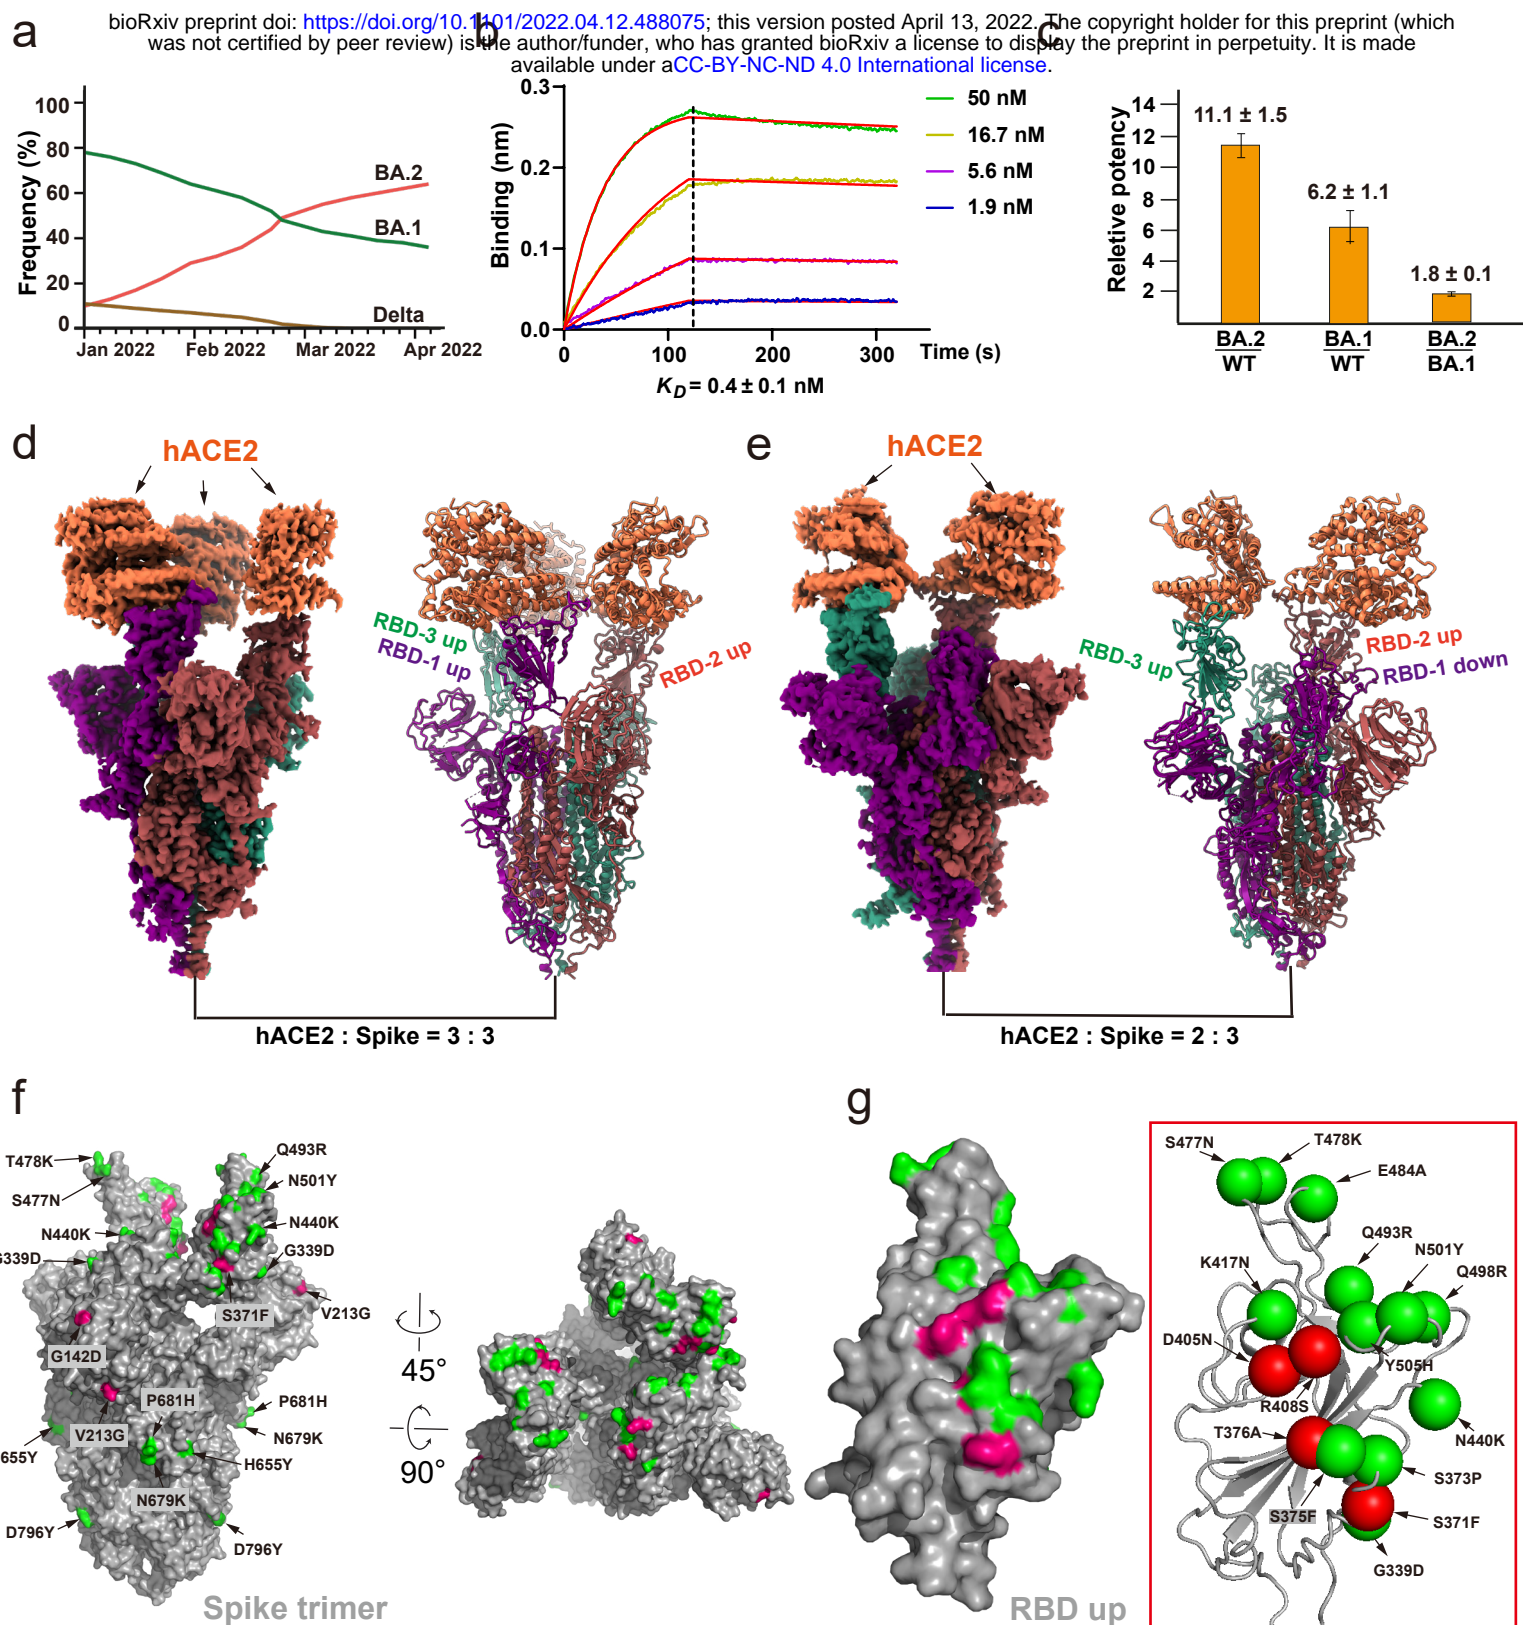 bioRxiv preprint doi: https://doi.org/10.1101/2022.04.12.488075; this version posted April 13, 2022. The copyright holder for this preprint (which
was not certified by peer review) is the author/funder, who has granted bioRxiv a license to display the preprint in perpetuity. It is made
available under aCC-BY-NC-ND 4.0 International license.
a
Frequency (%)
100
80
60
40
20
0
BA.2
BA.1
Delta
Jan 2022 Feb 2022 Mar 2022 Apr 2022
b
Binding (nm)
0.3
0.2
0.1
0.0
0 100 200 300 Time (s)
50 nM
16.7 nM
5.6 nM
1.9 nM
KD = 0.4 ± 0.1 nM
c
Reletive potency
14
12
10
8
6
4
2
11.1 ± 1.5
6.2 ± 1.1
1.8 ± 0.1
BA.2 BA.1 BA.2
WT WT BA.1
d
hACE2
RBD-3 up
RBD-1 up
RBD-2 up
hACE2 : Spike = 3 : 3
e
hACE2
RBD-3 up
RBD-2 up
RBD-1 down
hACE2 : Spike = 2 : 3
f
T478K
S477N
N440K
339D
Q493R
N501Y
N440K
G339D
S371F
V213G
G142D
P681H
P681H
V213G
N679K
655Y
H655Y
N679K
D796Y
D796Y
45°
90°
Spike trimer
g
RBD up
S477N
T478K
E484A
Q493R
N501Y
K417N
Q498R
D405N
Y505H
R408S
T376A
N440K
S373P
S375F
S371F
G339D